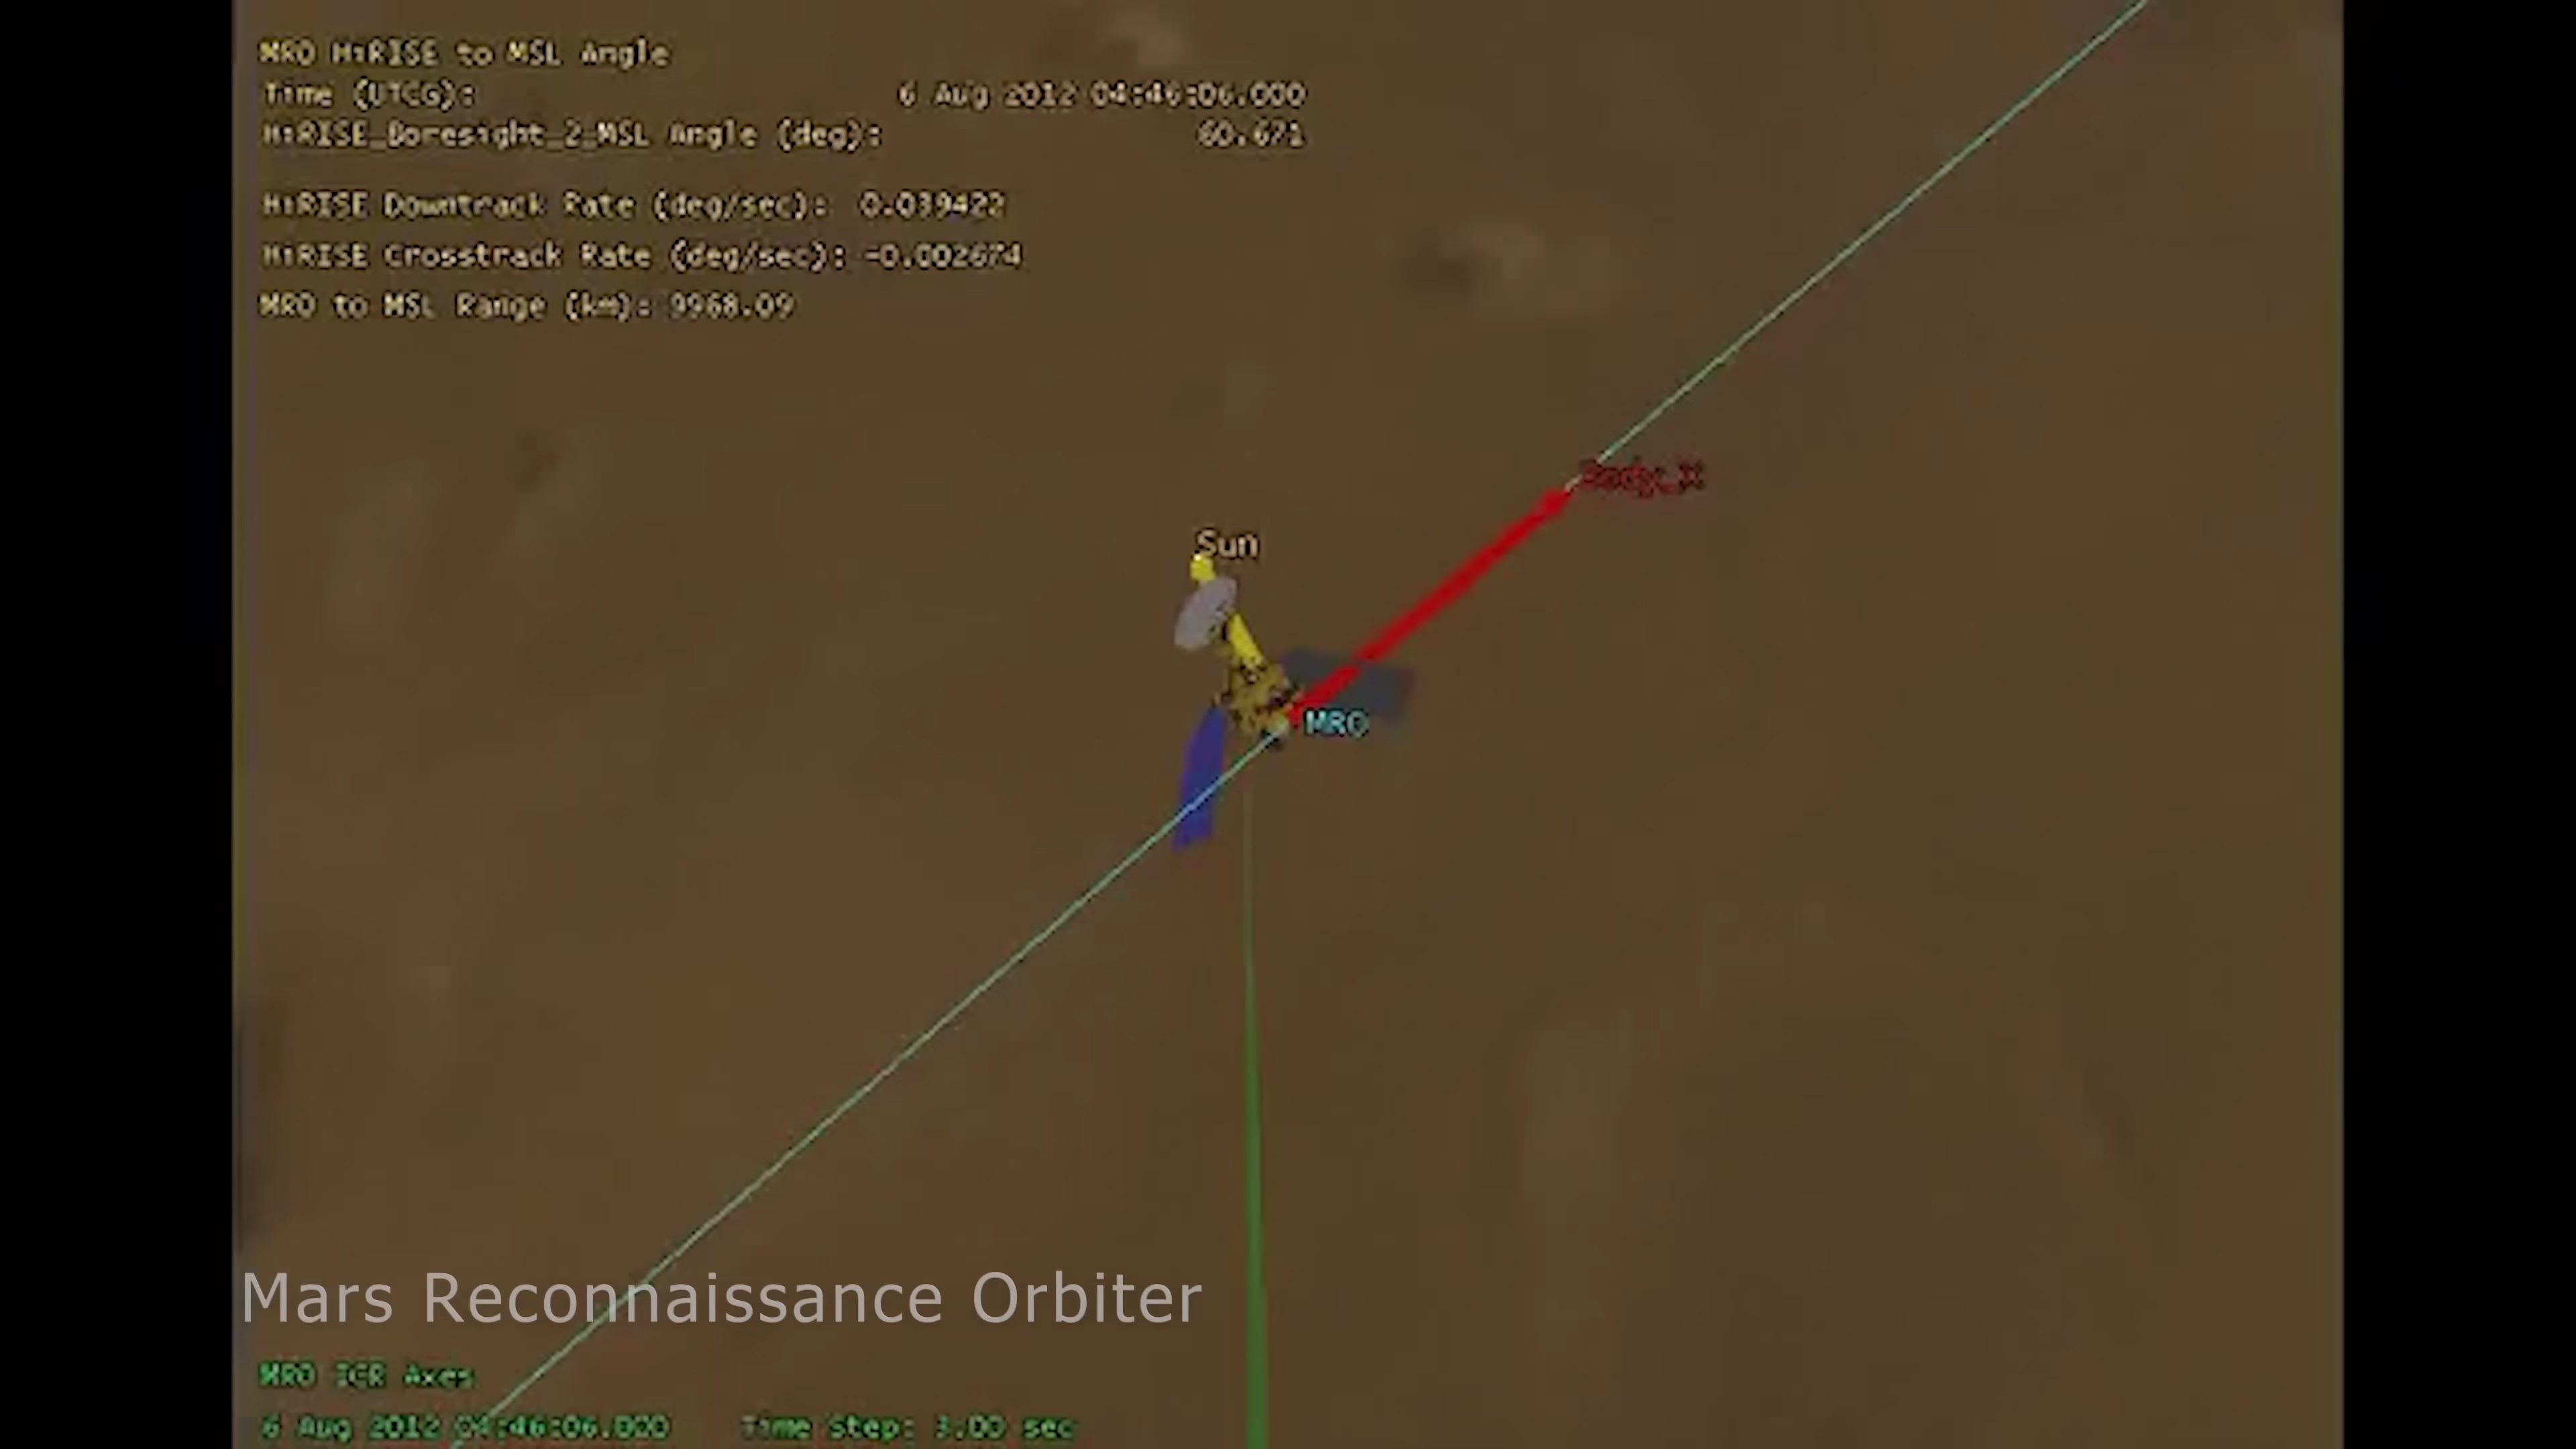 MRO HiRISE to MSL Angle
Time (UTCG): 6 Aug 2012 04:46:06.000
HiRISE_Boresight_2_MSL Angle (deg): 60.671
HiRISE Downtrack Rate (deg/sec): 0.039422
HiRISE Crosstrack Rate (deg/sec): -0.002674
MRO to MSL Range (km): 9968.09
Sun
MRO
Mars Reconnaissance Orbiter
MRO ICR Axes
6 Aug 2012 04:46:06.000 Time Step: 3.00 sec